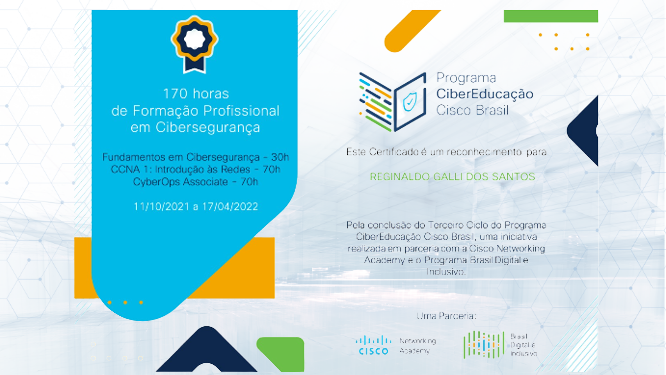 170 horas
de Formação Profissional
em Cibersegurança
Fundamentos em Cibersegurança - 30h
CCNA 1: Introdução às Redes - 70h
CyberOps Associate - 70h
11/10/2021 a 17/04/2022
Programa
CiberEducação
Cisco Brasil
Este Certificado é um reconhecimento para:
REGINALDO GALLI DOS SANTOS
Pela conclusão do Terceiro Ciclo do Programa
CiberEducação Cisco Brasil, uma iniciativa
realizada em parceria com a Cisco Networking
Academy e o Programa Brasil Digital e
Inclusivo.
Uma Parceria:
CISCO
Networking
Academy
Brasil
Digital e
Inclusivo